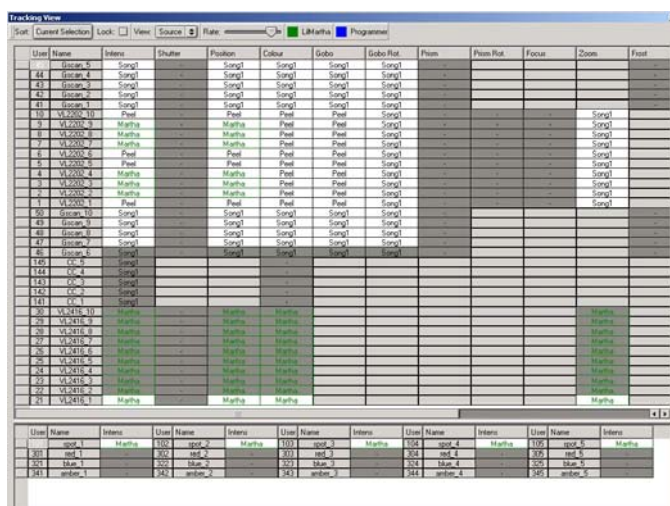 Tracking View
Sort: Current Selection Lock: View: Source Rate: LilMartha Programmer
User Name Intens Shutter Position Colour Gobo Gobo Rot. Prism Prism Rot. Focus Zoom Frost
Gscan_5 Song1 - Song1 Song1 Song1 Song1 - -
44 Gscan_4 Song1 - Song1 Song1 Song1 Song1 - -
43 Gscan_3 Song1 - Song1 Song1 Song1 Song1 - -
42 Gscan_2 Song1 - Song1 Song1 Song1 Song1 - -
41 Gscan_1 Song1 - Song1 Song1 Song1 Song1 - -
10 VL2202_10 Peel - Peel Peel Peel Song1 - - - Song1
9 VL2202_9 Martha - Martha Peel Peel Song1 - - - Song1
8 VL2202_8 Martha - Martha Peel Peel Song1 - - - Song1
7 VL2202_7 Martha - Martha Peel Peel Song1 - - - Song1
6 VL2202_6 Peel - Peel Peel Peel Song1 - - - Song1
5 VL2202_5 Peel - Peel Peel Peel Song1 - - - Song1
4 VL2202_4 Martha - Martha Peel Peel Song1 - - - Song1
3 VL2202_3 Martha - Martha Peel Peel Song1 - - - Song1
2 VL2202_2 Martha - Martha Peel Peel Song1 - - - Song1
1 VL2202_1 Peel - Peel Peel Peel Song1 - - - Song1
50 Gscan_10 Song1 - Song1 Song1 Song1 Song1 - -
49 Gscan_9 Song1 - Song1 Song1 Song1 Song1 - -
48 Gscan_8 Song1 - Song1 Song1 Song1 Song1 - -
47 Gscan_7 Song1 - Song1 Song1 Song1 Song1 - -
46 Gscan_6 Song1 - Song1 Song1 Song1 Song1 - -
145 CC_5 Song1 -
144 CC_4 Song1 -
143 CC_3 Song1 -
142 CC_2 Song1 -
141 CC_1 Song1 -
30 VL2416_10 Martha - Martha Martha Martha
29 VL2416_9 Martha - Martha Martha Martha
28 VL2416_8 Martha - Martha Martha Martha
27 VL2416_7 Martha - Martha Martha Martha
26 VL2416_6 Martha - Martha Martha Martha
25 VL2416_5 Martha - Martha Martha Martha
24 VL2416_4 Martha - Martha Martha Martha
23 VL2416_3 Martha - Martha Martha Martha
22 VL2416_2 Martha - Martha Martha Martha
21 VL2416_1 Martha - Martha Martha Martha
User Name Intens User Name Intens User Name Intens User Name Intens User Name Intens
spot_1 Martha 102 spot_2 Martha 103 spot_3 Martha 104 spot_4 Martha 105 spot_5 Martha
301 red_1 - 302 red_2 - 303 red_3 - 304 red_4 - 305 red_5 -
321 blue_1 - 322 blue_2 - 323 blue_3 - 324 blue_4 - 325 blue_5 -
341 amber_1 - 342 amber_2 - 343 amber_3 - 344 amber_4 - 345 amber_5 -